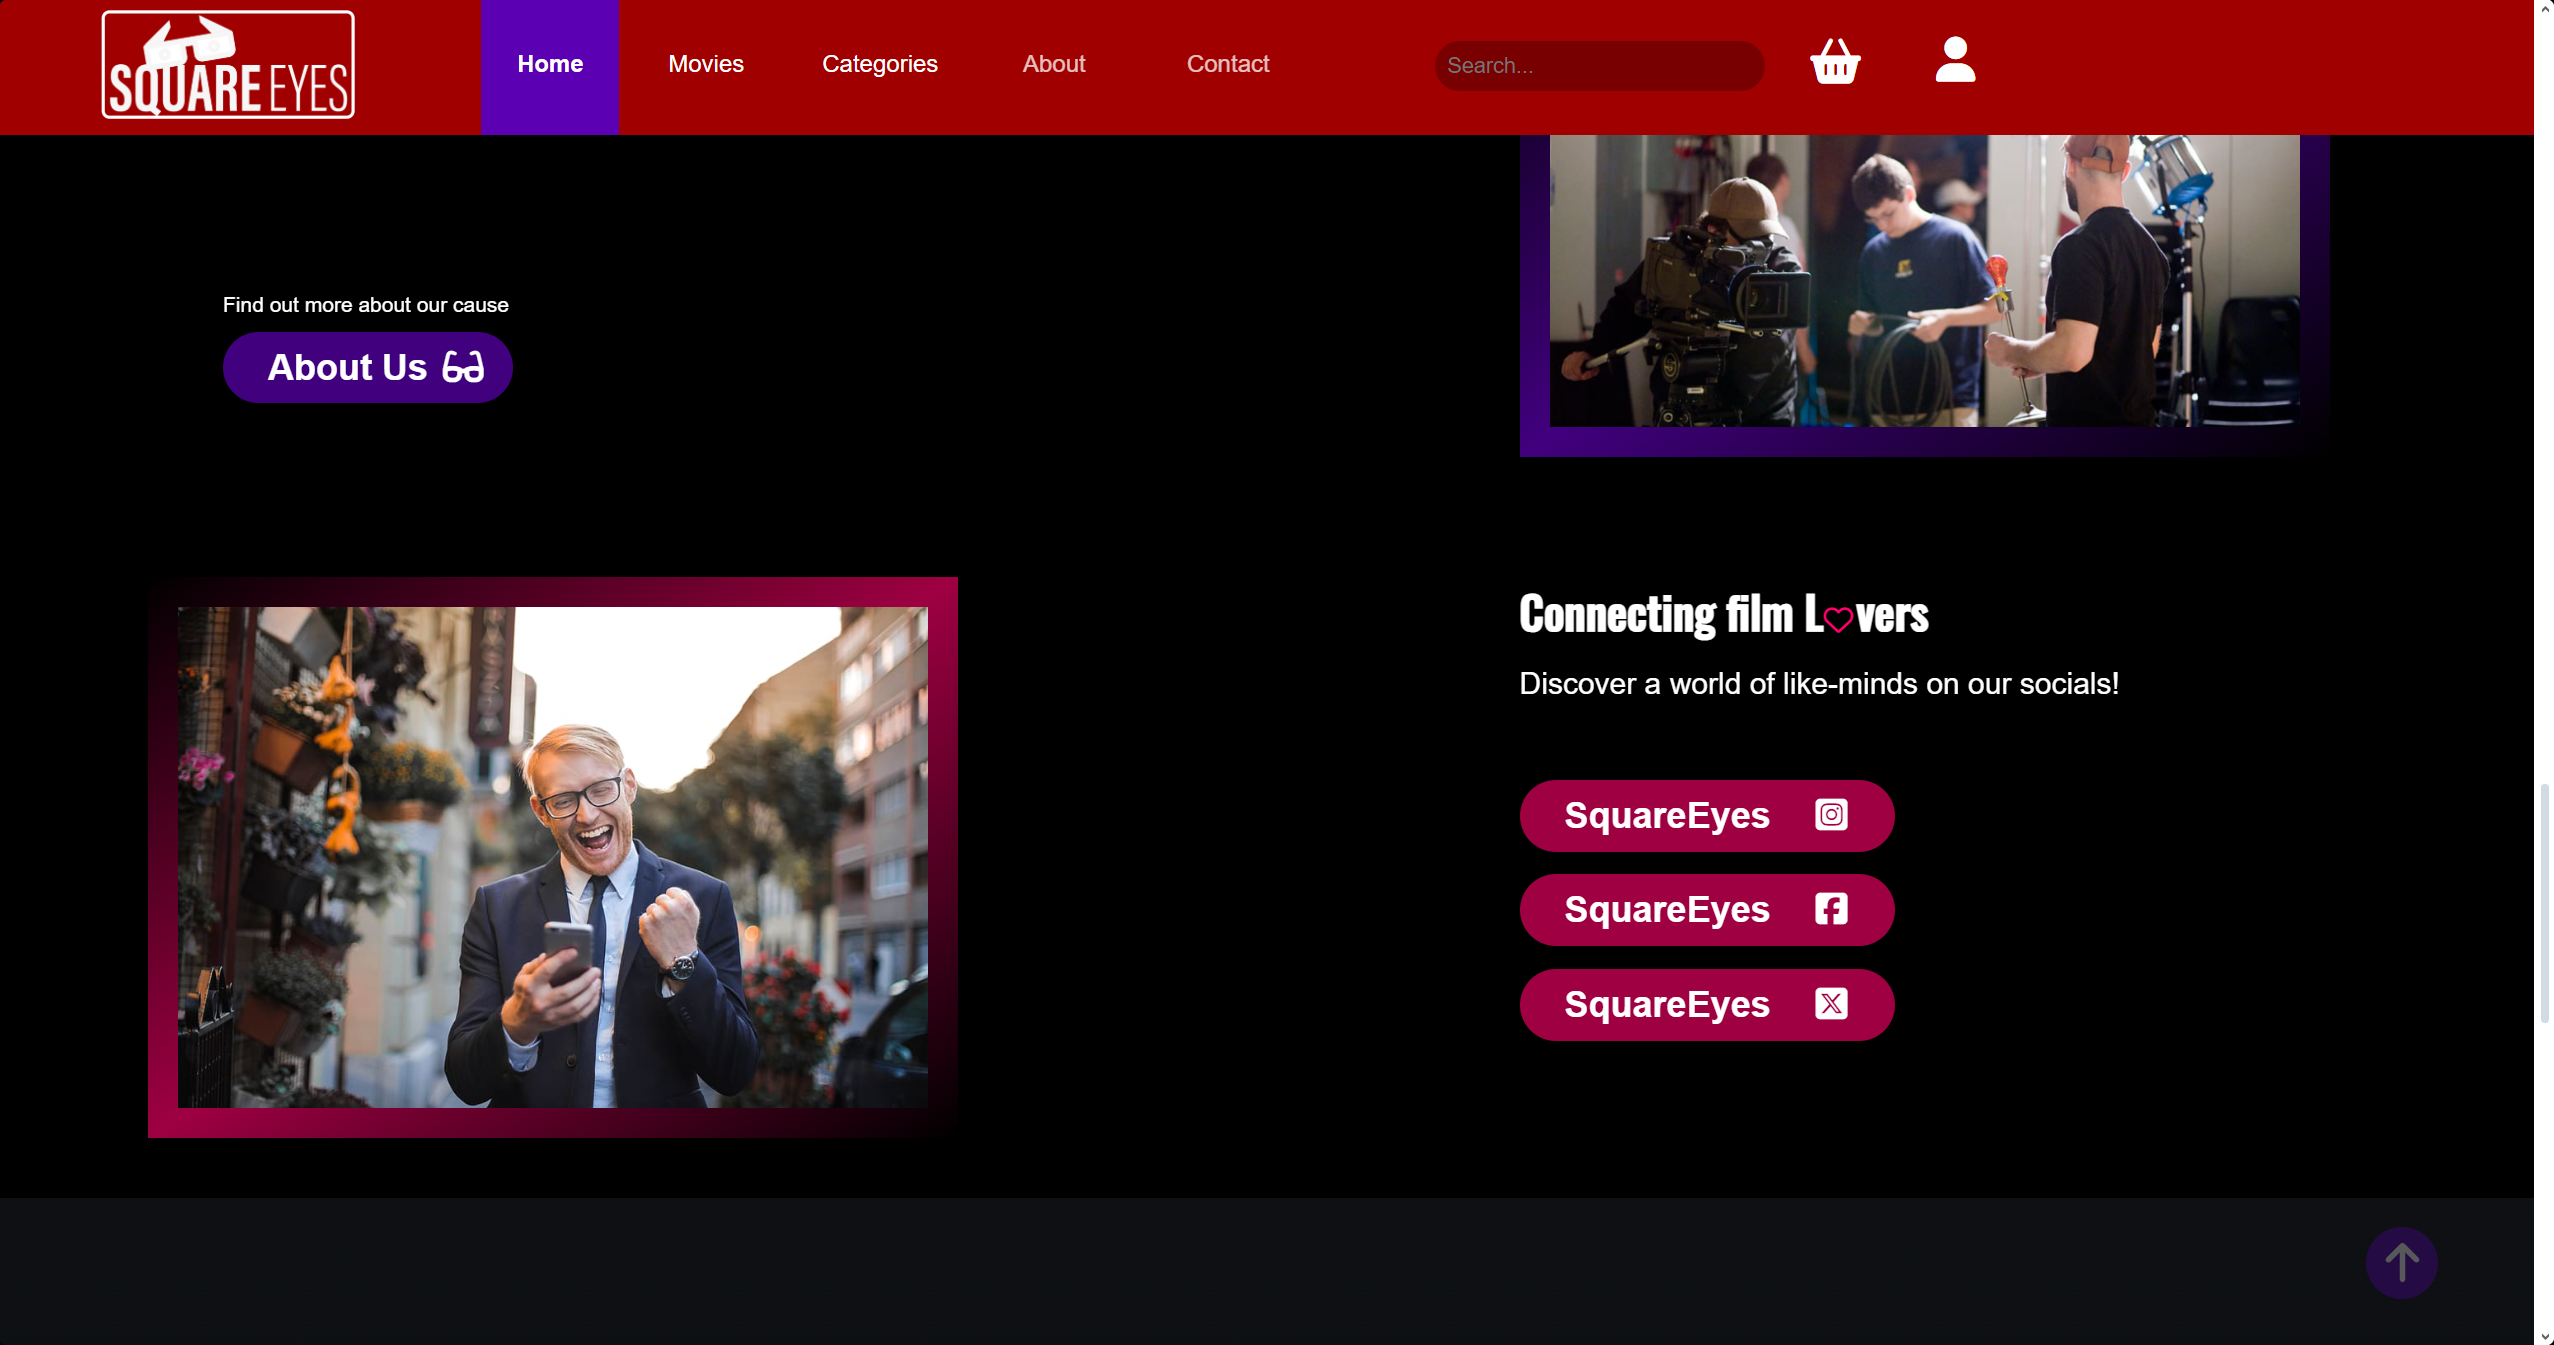 SQUARE EYES
Home
Movies
Categories
About
Contact
Search...
Find out more about our cause
About Us
Connecting film Lvers
Discover a world of like-minds on our socials!
SquareEyes
SquareEyes
SquareEyes